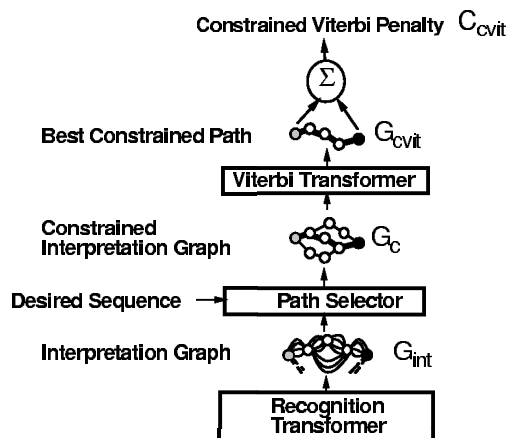 Constrained Viterbi Penalty C_cvit
Σ
Best Constrained Path G_cvit
Viterbi Transformer
Constrained
Interpretation Graph G_c
Desired Sequence Path Selector
Interpretation Graph G_int
Recognition
Transformer